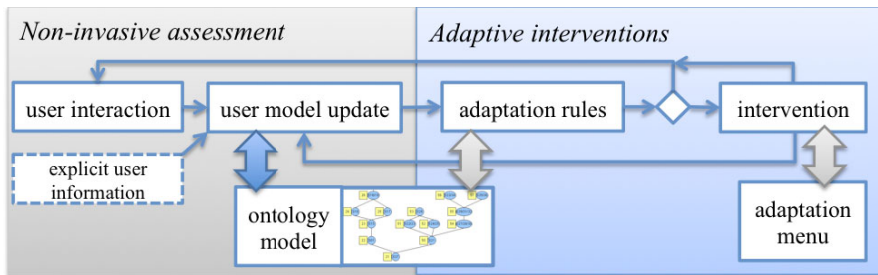 Non-invasive assessment
Adaptive interventions
user interaction
user model update
adaptation rules
intervention
explicit user
information
ontology
model
adaptation
menu